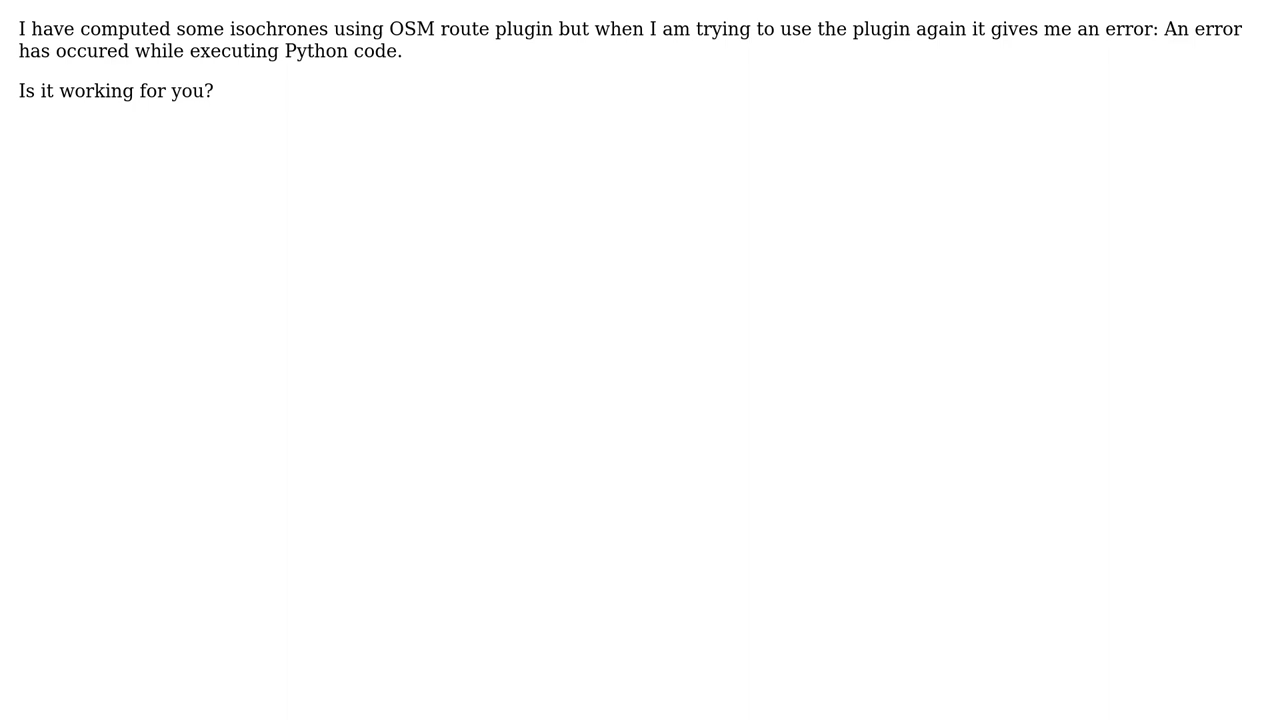 I have computed some isochrones using OSM route plugin but when I am trying to use the plugin again it gives me an error: An error
has occured while executing Python code.
Is it working for you?